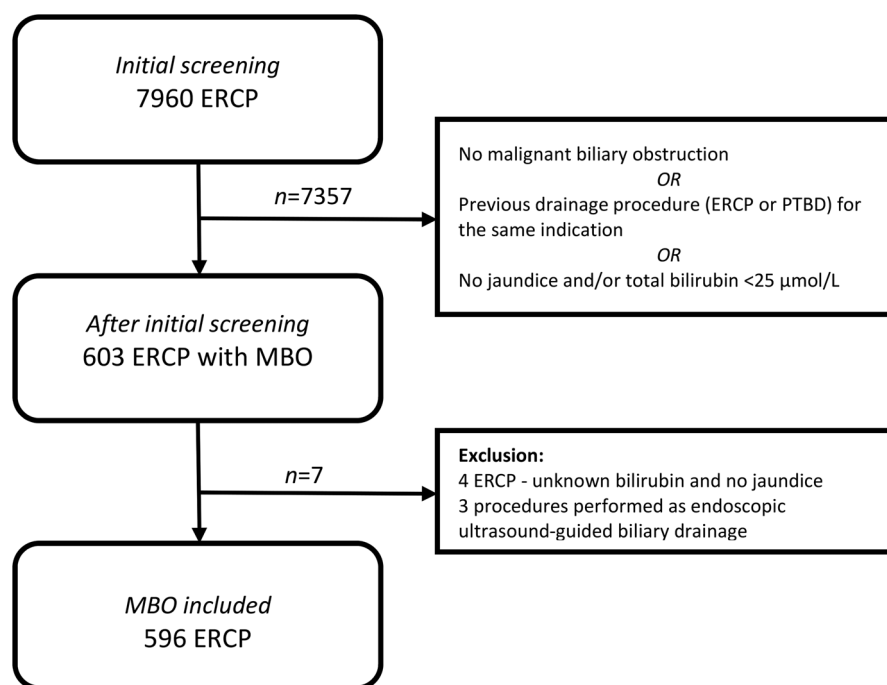 Initial screening
7960 ERCP
n=7357
No malignant biliary obstruction
OR
Previous drainage procedure (ERCP or PTBD) for
the same indication
OR
No jaundice and/or total bilirubin <25 µmol/L
After initial screening
603 ERCP with MBO
n=7
Exclusion:
4 ERCP - unknown bilirubin and no jaundice
3 procedures performed as endoscopic
ultrasound-guided biliary drainage
MBO included
596 ERCP